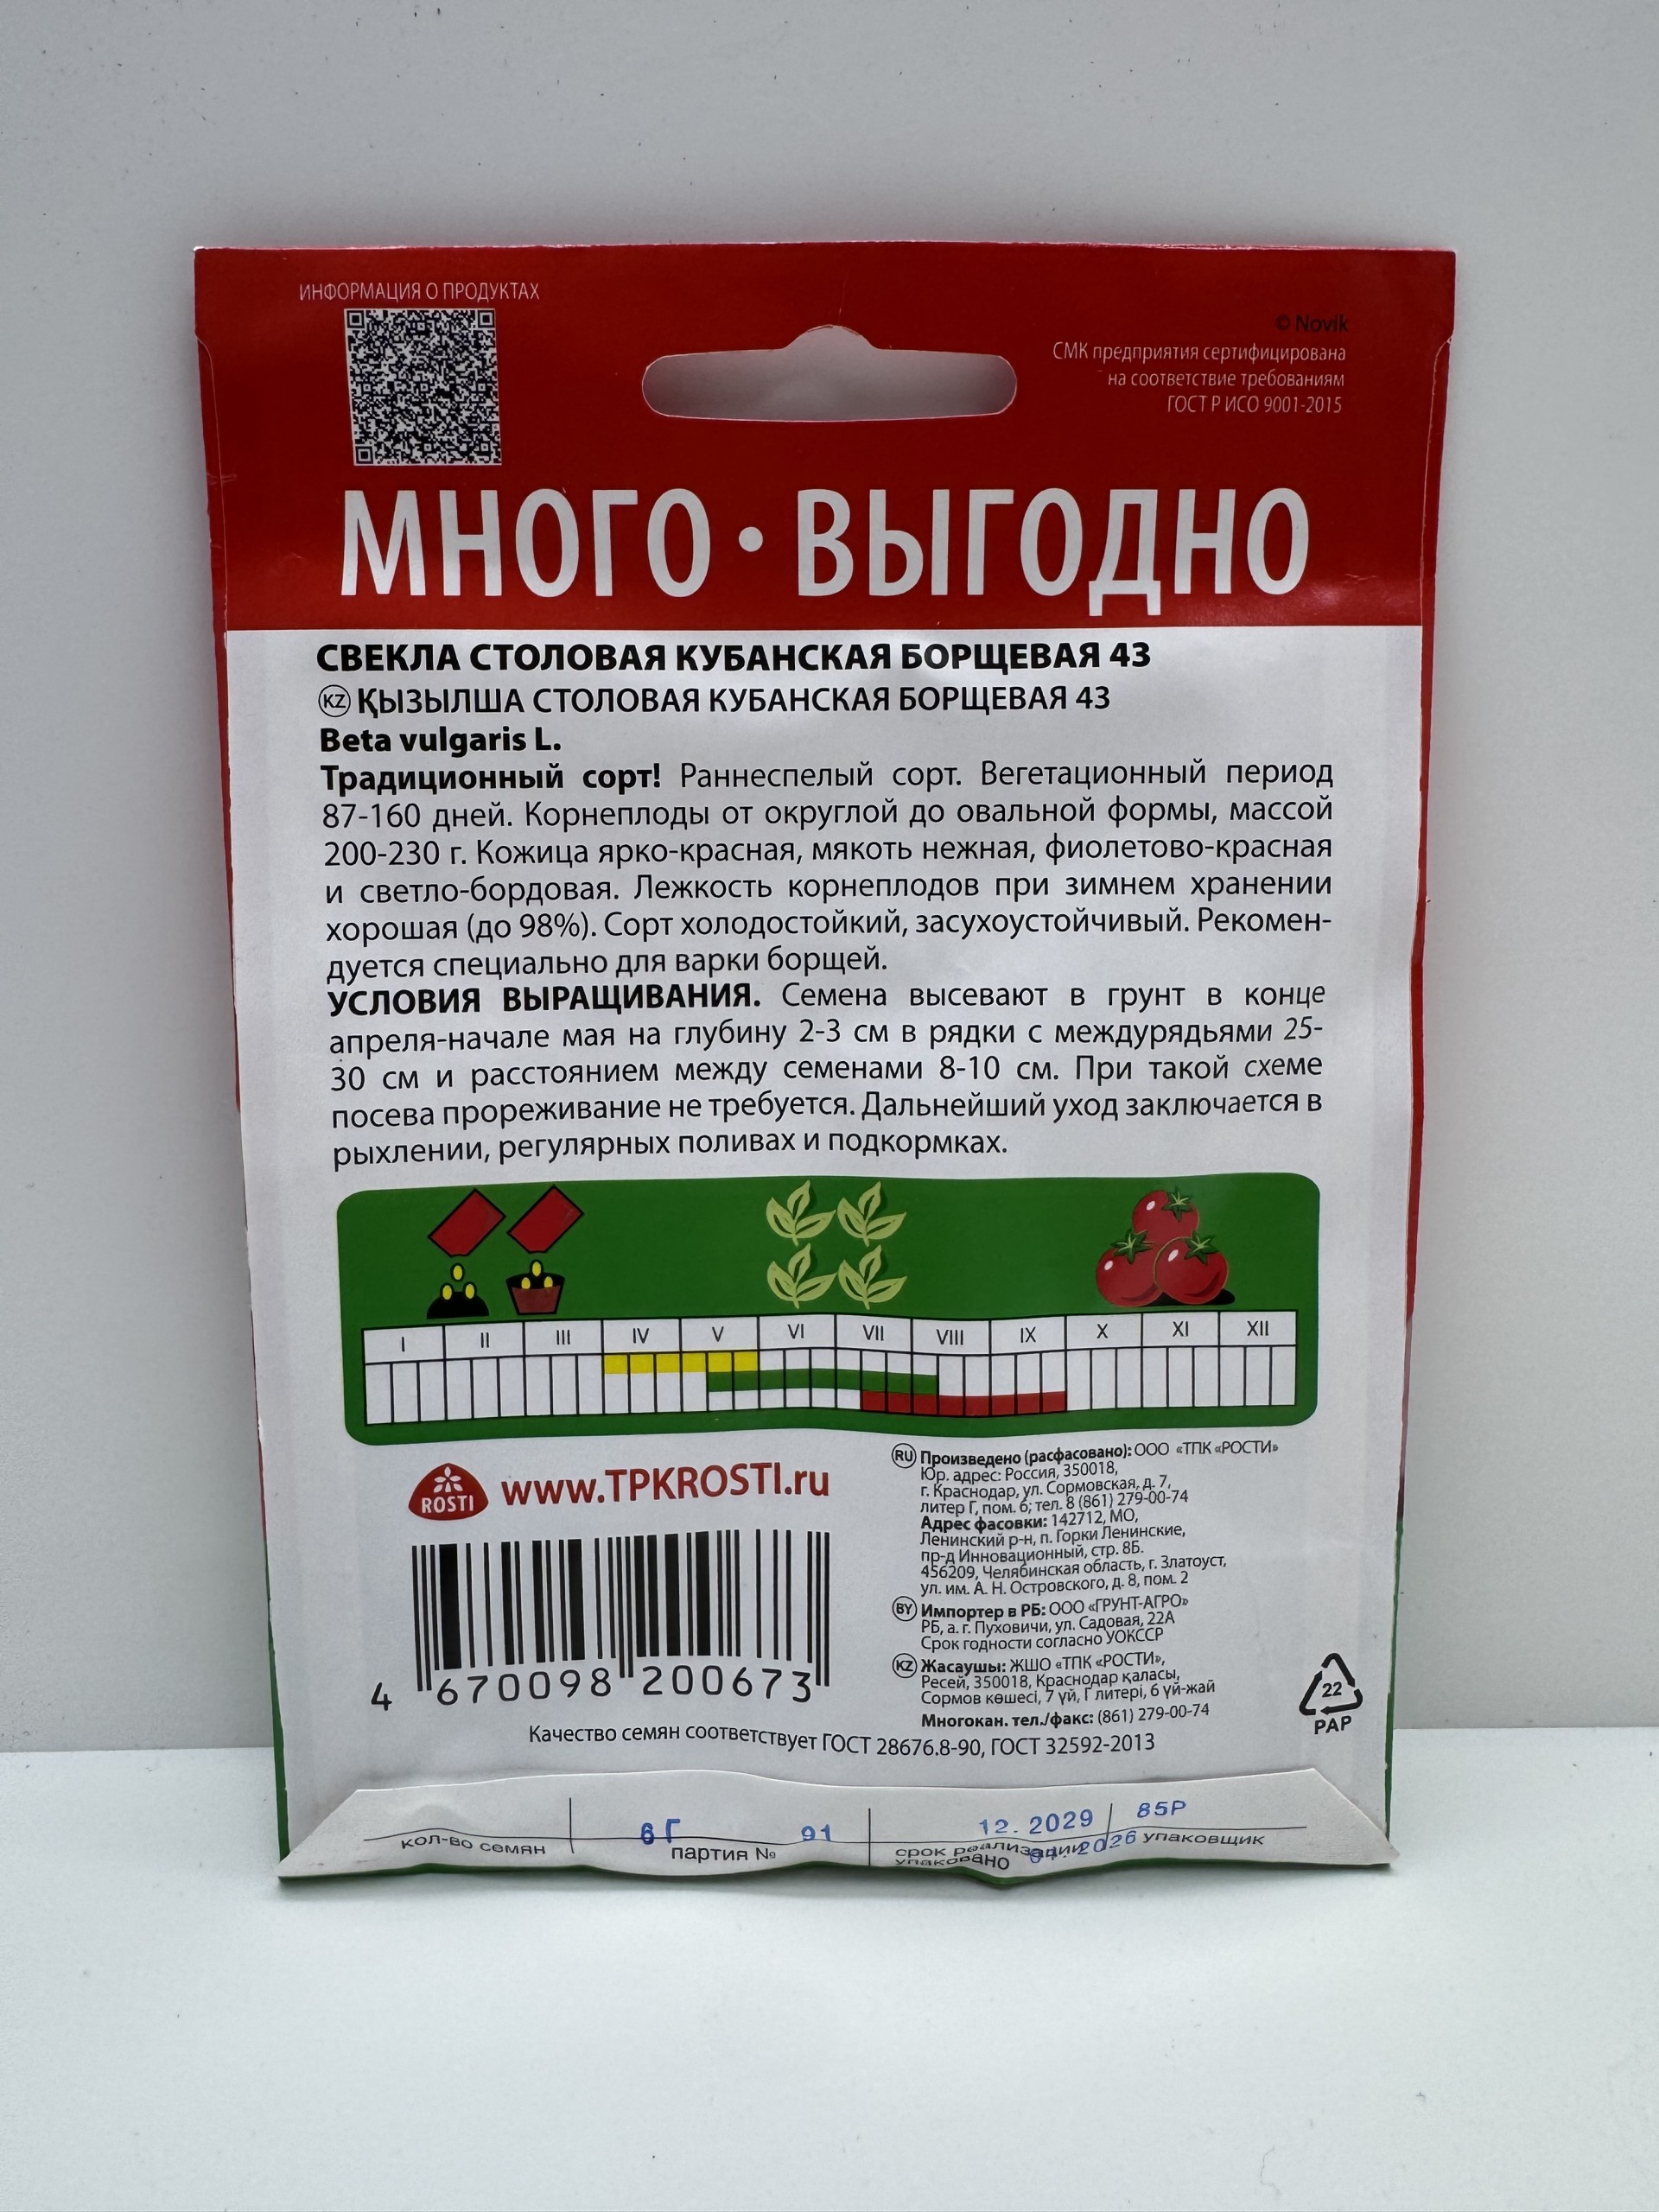 ИНФОРМАЦИЯ О ПРОДУКТАХ
© Novik
СМК предприятия сертифицирована
на соответствие требованиям
ГОСТ Р ИСО 9001-2015
МНОГО • ВЫГОДНО
СВЕКЛА СТОЛОВАЯ КУБАНСКАЯ БОРЩЕВАЯ 43
KZ ҚЫЗЫЛША СТОЛОВАЯ КУБАНСКАЯ БОРЩЕВАЯ 43
Beta vulgaris L.
Традиционный сорт! Раннеспелый сорт. Вегетационный период
87-160 дней. Корнеплоды от округлой до овальной формы, массой
200-230 г. Кожица ярко-красная, мякоть нежная, фиолетово-красная
и светло-бордовая. Лежкость корнеплодов при зимнем хранении
хорошая (до 98%). Сорт холодостойкий, засухоустойчивый. Рекомен-
дуется специально для варки борщей.
УСЛОВИЯ ВЫРАЩИВАНИЯ. Семена высевают в грунт в конце
апреля-начале мая на глубину 2-3 см в рядки с междурядьями 25-
30 см и расстоянием между семенами 8-10 см. При такой схеме
посева прореживание не требуется. Дальнейший уход заключается в
рыхлении, регулярных поливах и подкормках.
I II III IV V VI VII VIII IX X XI XII
ROSTI www.TPKROSTI.ru
4 670098 200673
RU Произведено (расфасовано): ООО «ТПК «РОСТИ»
Юр. адрес: Россия, 350018,
г. Краснодар, ул. Сормовская, д. 7,
литер Г, пом. 6; тел. 8 (861) 279-00-74
Адрес фасовки: 142712, МО,
Ленинский р-н, п. Горки Ленинские,
пр-д Инновационный, стр. 8Б.
456209, Челябинская область, г. Златоуст,
ул. им. А. Н. Островского, д. 8, пом. 2
BY Импортер в РБ: ООО «ГРУНТ-АГРО»
РБ, а. г. Пуховичи, ул. Садовая, 22А
Срок годности согласно УОКССР
KZ Жасаушы: ЖШО «ТПК «РОСТИ»,
Ресей, 350018, Краснодар қаласы,
Сормов көшесі, 7 үй, Г литері, 6 үй-жай
Многокан. тел./факс: (861) 279-00-74
22
PAP
Качество семян соответствует ГОСТ 28676.8-90, ГОСТ 32592-2013
6 Г 91 12. 2029 85Р
кол-во семян партия № срок реализации упаковщик
упаковано 2026